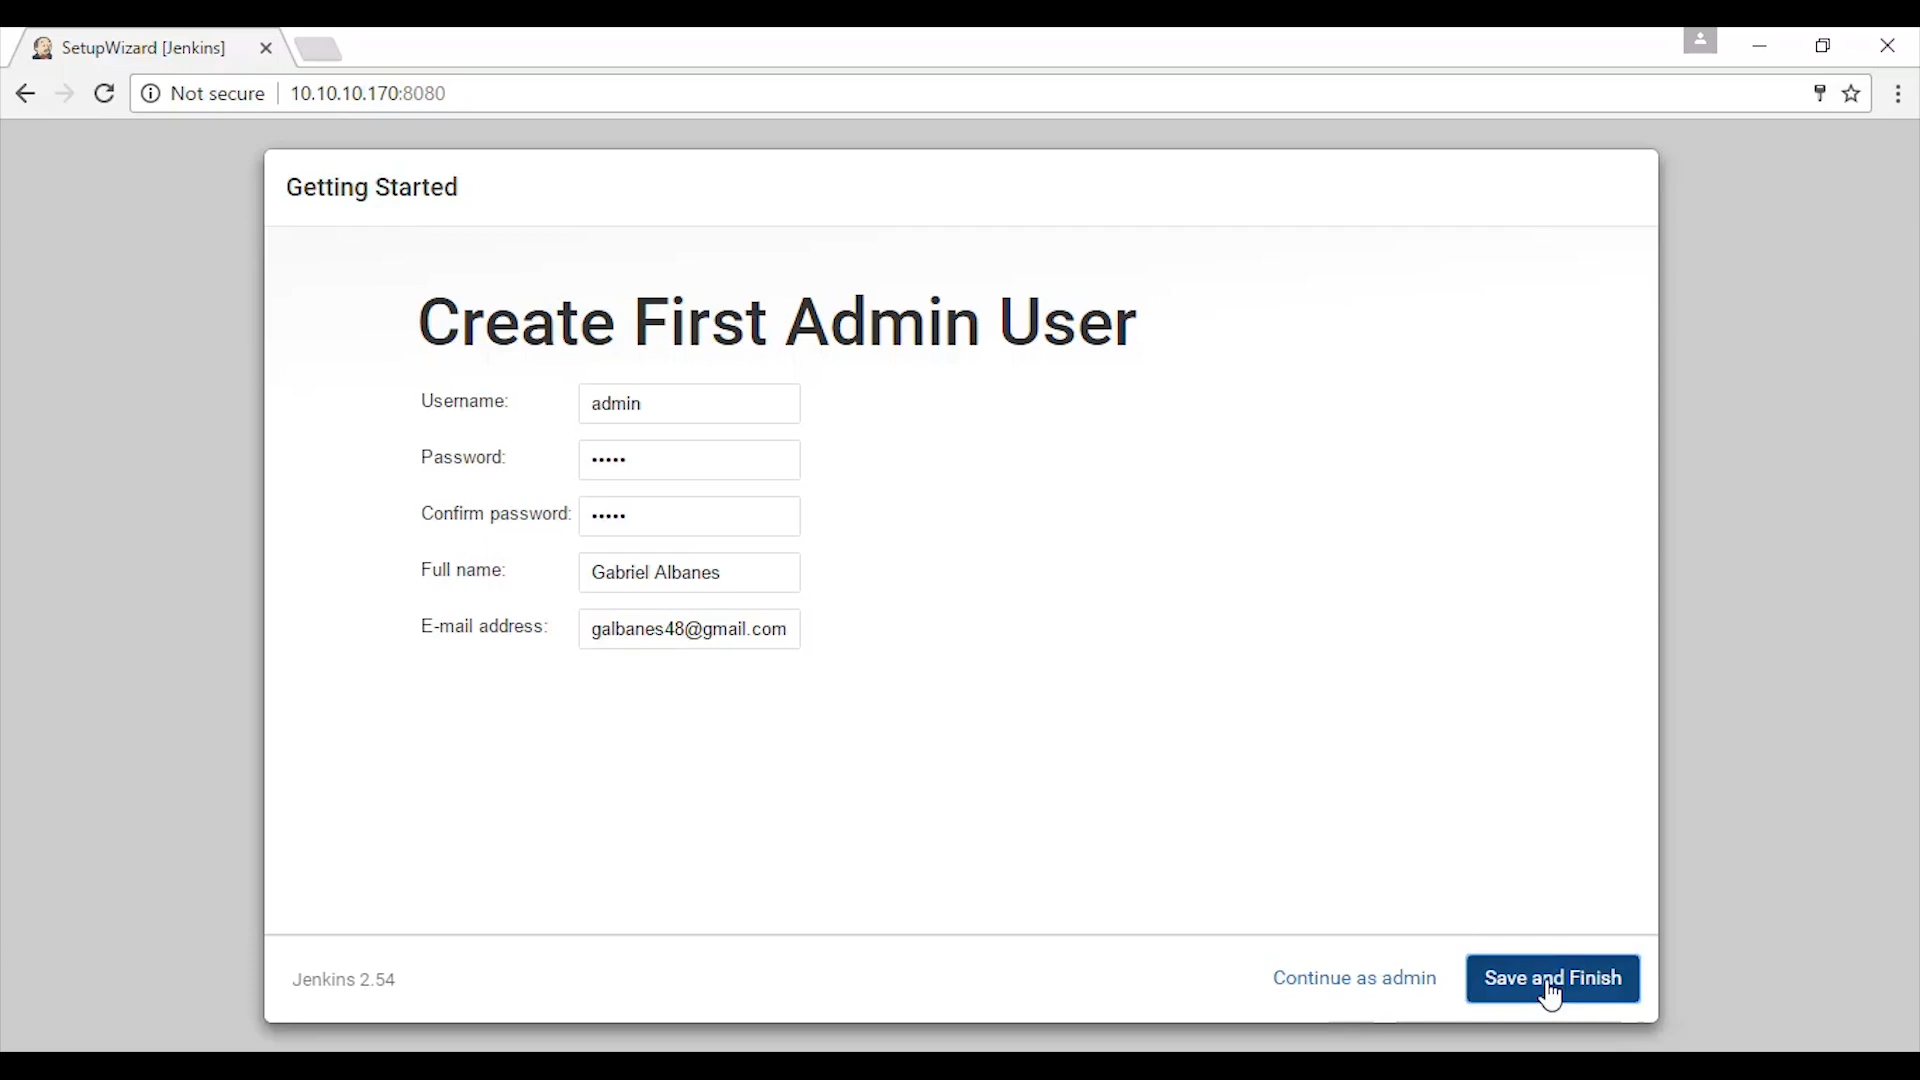 SetupWizard [Jenkins]
Not secure 10.10.10.170:8080
Getting Started
Create First Admin User
Username: admin
Password: •••••
Confirm password: •••••
Full name: Gabriel Albanes
E-mail address: galbanes48@gmail.com
Jenkins 2.54 Continue as admin Save and Finish